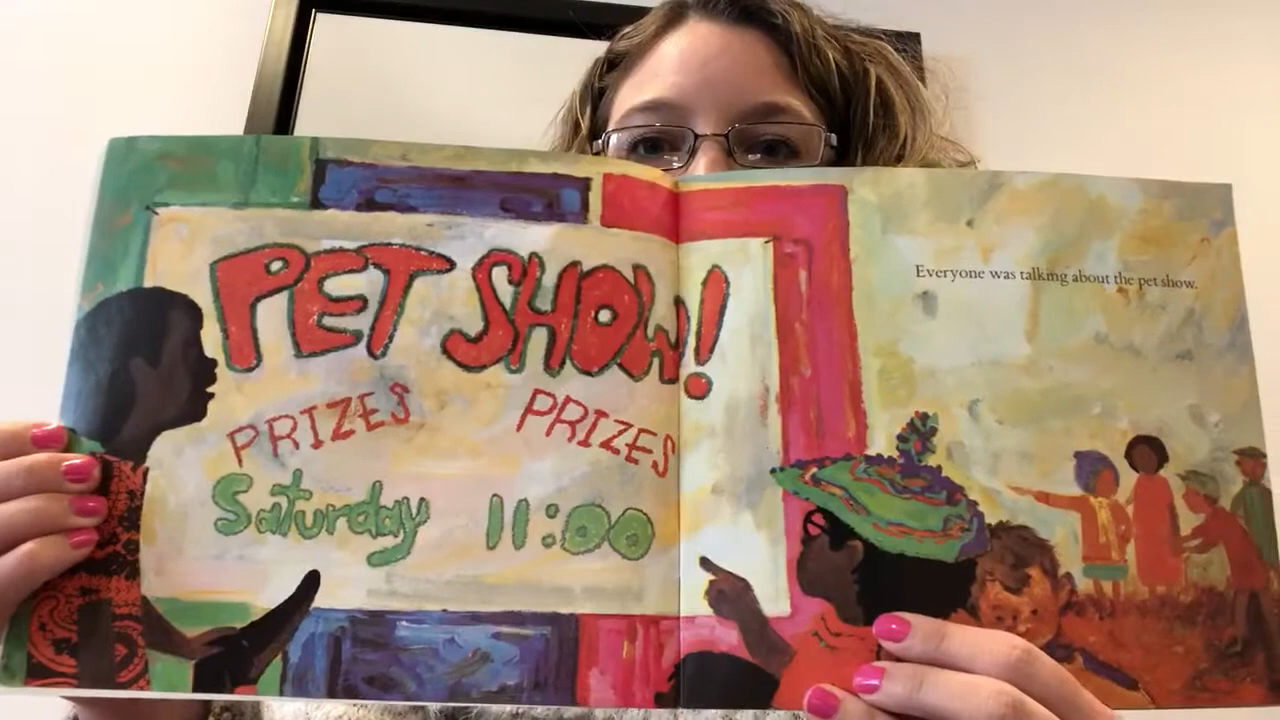 PET SHOW!
PRIZES PRIZES
Saturday 11:00
Everyone was talking about the pet show.